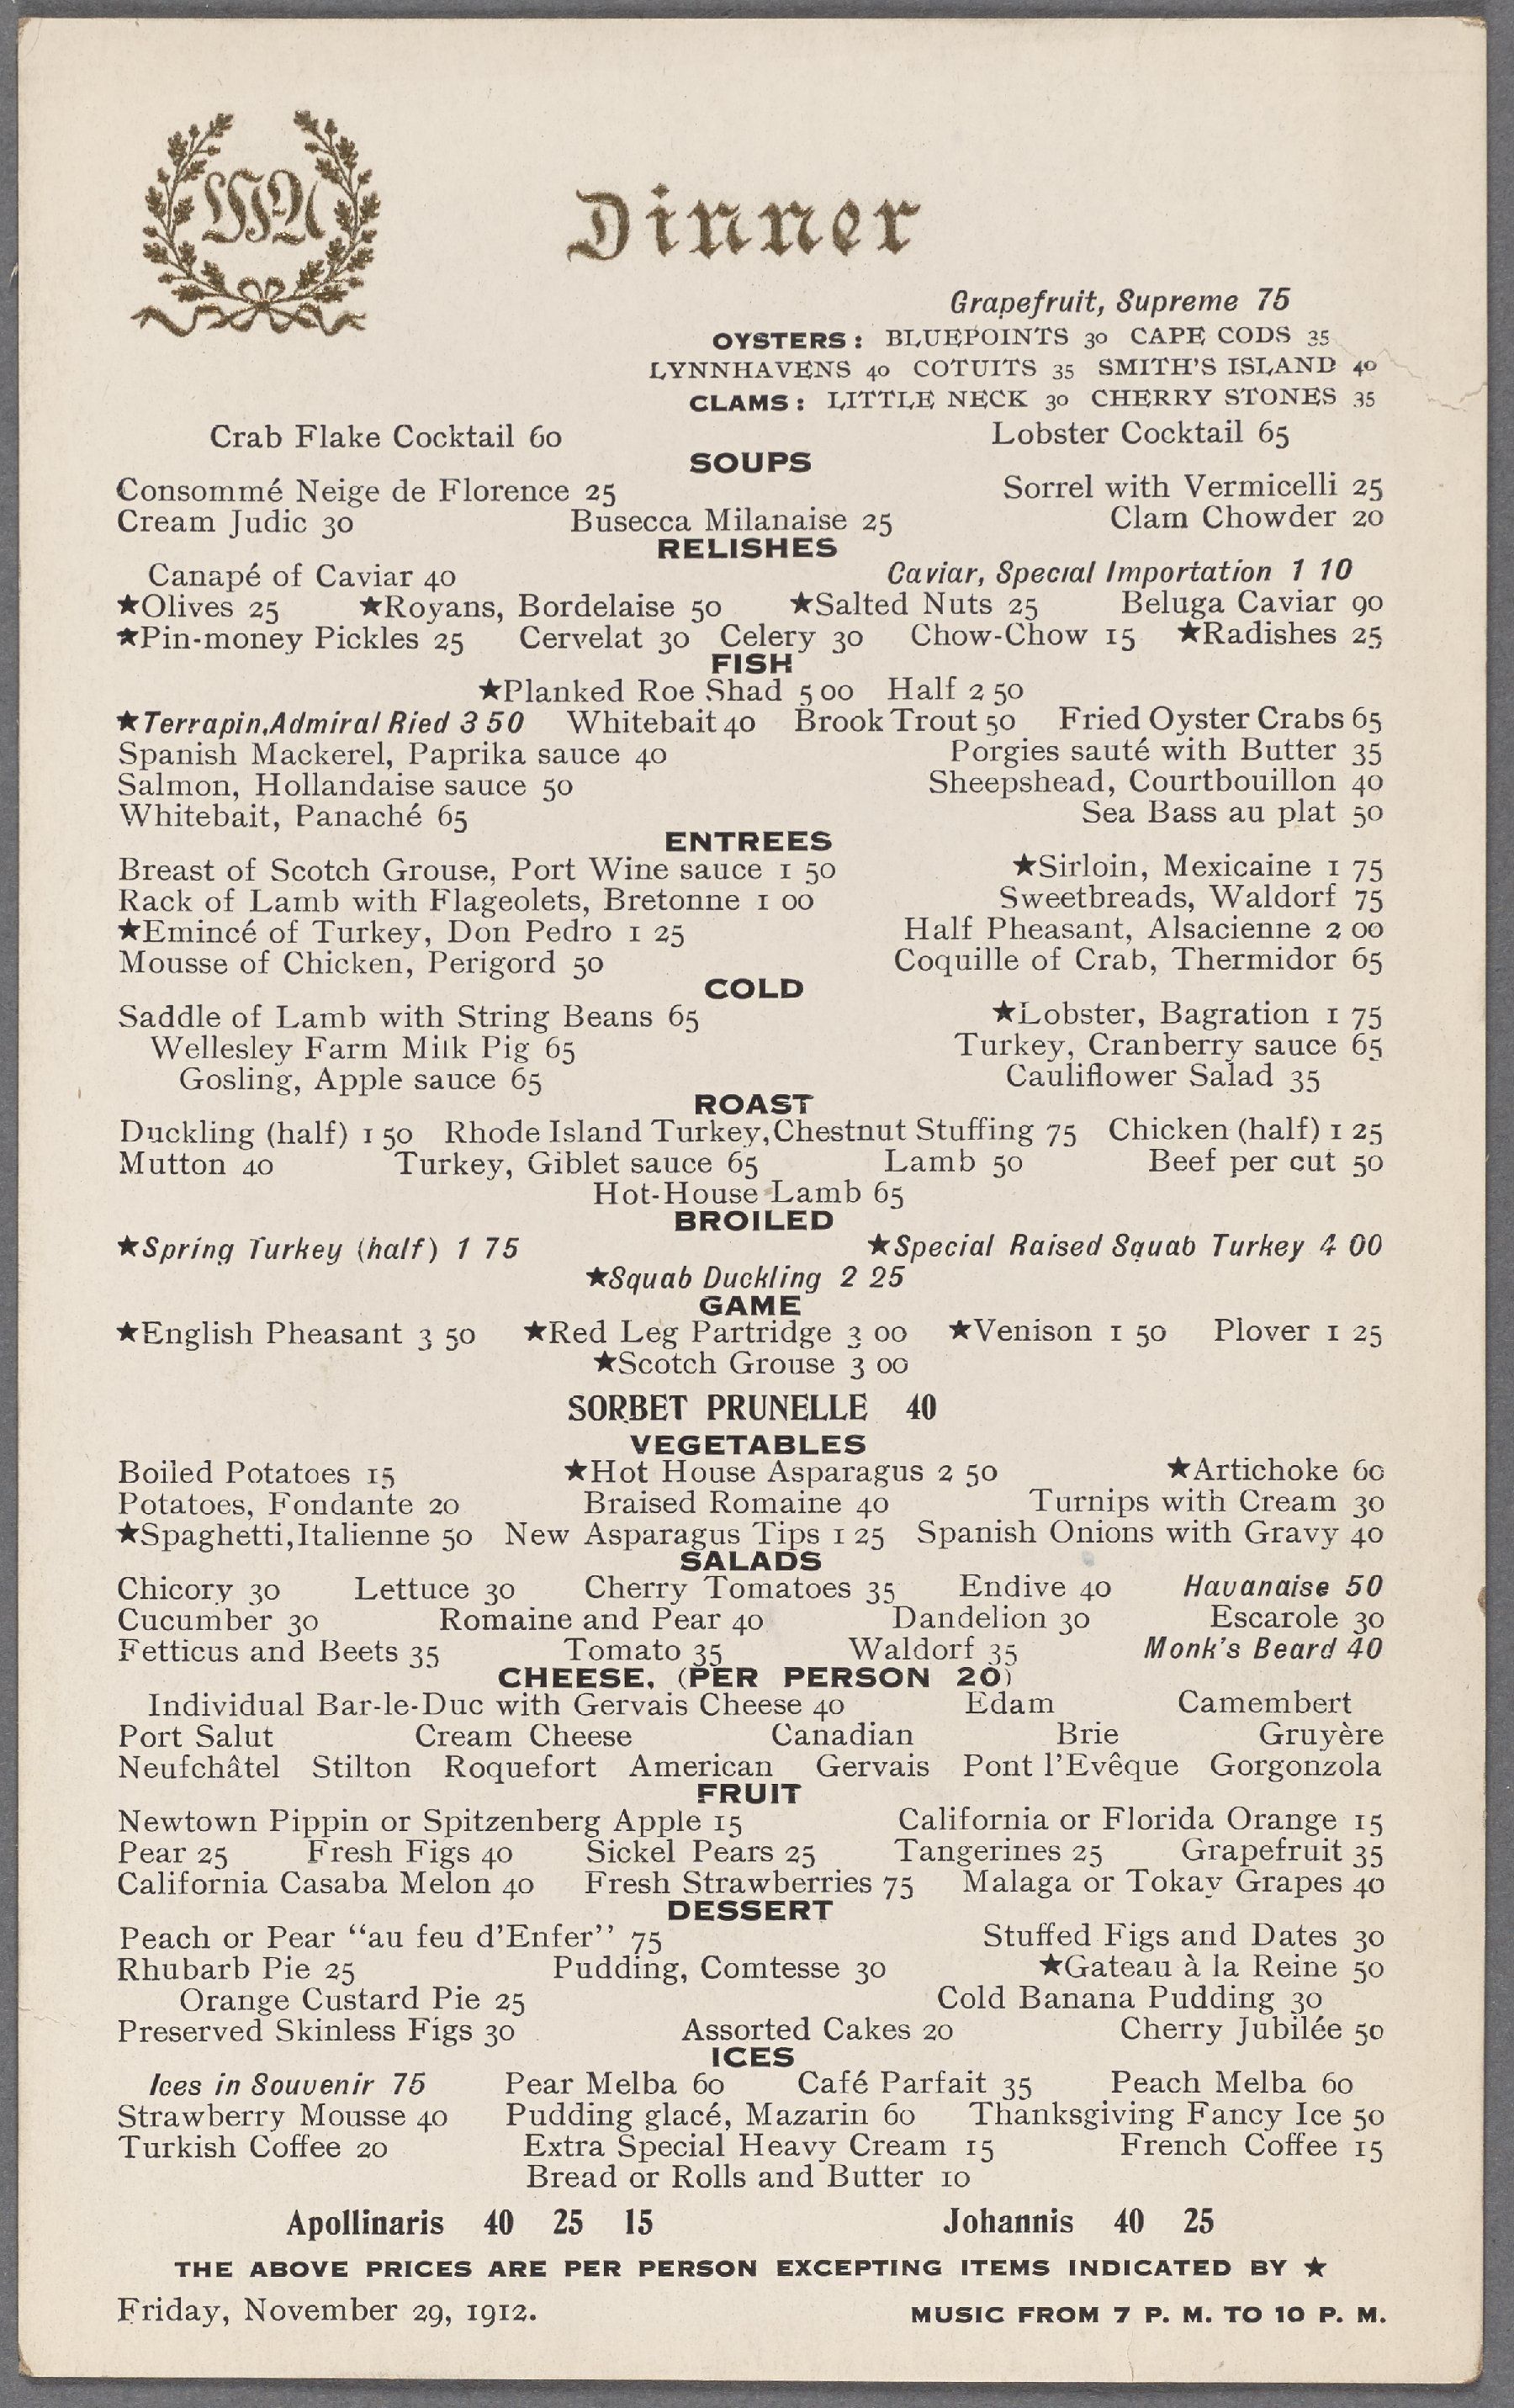 WA
Dinner
Grapefruit, Supreme 75
OYSTERS: BLUEPOINTS 30 CAPE CODS 35
LYNNHAVENS 40 COTUITS 35 SMITH'S ISLAND 40
CLAMS: LITTLE NECK 30 CHERRY STONES 35
Crab Flake Cocktail 60 Lobster Cocktail 65
SOUPS
Consommé Neige de Florence 25 Sorrel with Vermicelli 25
Cream Judic 30 Busecca Milanaise 25 Clam Chowder 20
RELISHES
Canapé of Caviar 40 Caviar, Special Importation 1 10
★Olives 25 ★Royans, Bordelaise 50 ★Salted Nuts 25 Beluga Caviar 90
★Pin-money Pickles 25 Cervelat 30 Celery 30 Chow-Chow 15 ★Radishes 25
FISH
★Planked Roe Shad 5 00 Half 2 50
★Terrapin, Admiral Ried 3 50 Whitebait 40 Brook Trout 50 Fried Oyster Crabs 65
Spanish Mackerel, Paprika sauce 40 Porgies sauté with Butter 35
Salmon, Hollandaise sauce 50 Sheepshead, Courtbouillon 40
Whitebait, Panaché 65 Sea Bass au plat 50
ENTREES
Breast of Scotch Grouse, Port Wine sauce 1 50 ★Sirloin, Mexicaine 1 75
Rack of Lamb with Flageolets, Bretonne 1 00 Sweetbreads, Waldorf 75
★Emincé of Turkey, Don Pedro 1 25 Half Pheasant, Alsacienne 2 00
Mousse of Chicken, Perigord 50 Coquille of Crab, Thermidor 65
COLD
Saddle of Lamb with String Beans 65 ★Lobster, Bagration 1 75
Wellesley Farm Milk Pig 65 Turkey, Cranberry sauce 65
Gosling, Apple sauce 65 Cauliflower Salad 35
ROAST
Duckling (half) 1 50 Rhode Island Turkey, Chestnut Stuffing 75 Chicken (half) 1 25
Mutton 40 Turkey, Giblet sauce 65 Lamb 50 Beef per cut 50
Hot-House Lamb 65
BROILED
★Spring Turkey (half) 1 75 ★Special Raised Squab Turkey 4 00
★Squab Duckling 2 25
GAME
★English Pheasant 3 50 ★Red Leg Partridge 3 00 ★Venison 1 50 Plover 1 25
★Scotch Grouse 3 00
SORBET PRUNELLE 40
VEGETABLES
Boiled Potatoes 15 ★Hot House Asparagus 2 50 ★Artichoke 60
Potatoes, Fondante 20 Braised Romaine 40 Turnips with Cream 30
★Spaghetti, Italienne 50 New Asparagus Tips 1 25 Spanish Onions with Gravy 40
SALADS
Chicory 30 Lettuce 30 Cherry Tomatoes 35 Endive 40 Havanaise 50
Cucumber 30 Romaine and Pear 40 Dandelion 30 Escarole 30
Fetticus and Beets 35 Tomato 35 Waldorf 35 Monk's Beard 40
CHEESE, (PER PERSON 20)
Individual Bar-le-Duc with Gervais Cheese 40 Edam Camembert
Port Salut Cream Cheese Canadian Brie Gruyère
Neufchâtel Stilton Roquefort American Gervais Pont l'Evêque Gorgonzola
FRUIT
Newtown Pippin or Spitzenberg Apple 15 California or Florida Orange 15
Pear 25 Fresh Figs 40 Sickel Pears 25 Tangerines 25 Grapefruit 35
California Casaba Melon 40 Fresh Strawberries 75 Malaga or Tokay Grapes 40
DESSERT
Peach or Pear "au feu d'Enfer" 75 Stuffed Figs and Dates 30
Rhubarb Pie 25 Pudding, Comtesse 30 ★Gateau à la Reine 50
Orange Custard Pie 25 Cold Banana Pudding 30
Preserved Skinless Figs 30 Assorted Cakes 20 Cherry Jubilée 50
ICES
Ices in Souvenir 75 Pear Melba 60 Café Parfait 35 Peach Melba 60
Strawberry Mousse 40 Pudding glacé, Mazarin 60 Thanksgiving Fancy Ice 50
Turkish Coffee 20 Extra Special Heavy Cream 15 French Coffee 15
Bread or Rolls and Butter 10
Apollinaris 40 25 15 Johannis 40 25
THE ABOVE PRICES ARE PER PERSON EXCEPTING ITEMS INDICATED BY ★
Friday, November 29, 1912. MUSIC FROM 7 P. M. TO 10 P. M.